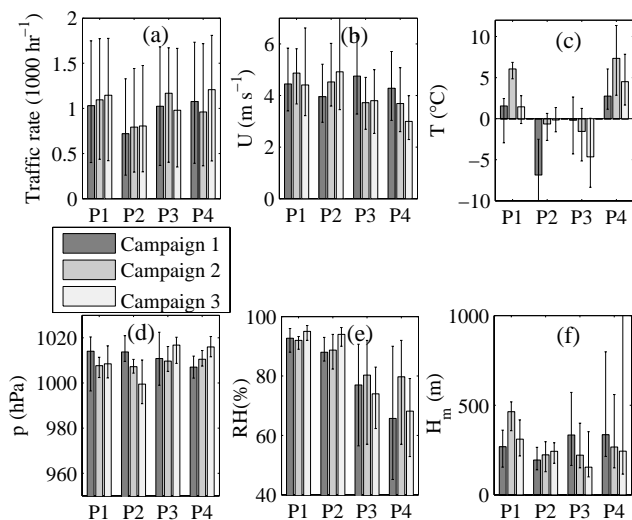 (a)
Traffic rate (1000 hr⁻¹)
2
1.5
1
0.5
0
P1 P2 P3 P4
(b)
U (m s⁻¹)
6
4
2
0
P1 P2 P3 P4
(c)
T (°C)
10
5
0
−5
−10
P1 P2 P3 P4
Campaign 1
Campaign 2
Campaign 3
(d)
p (hPa)
1020
1000
980
960
P1 P2 P3 P4
(e)
RH(%)
100
80
60
40
P1 P2 P3 P4
(f)
H_m (m)
1000
500
0
P1 P2 P3 P4